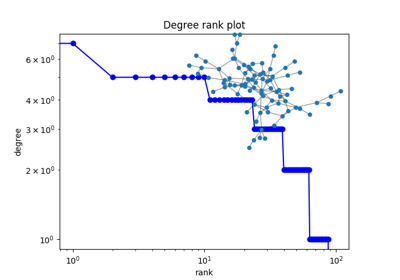 Degree rank plot
degree
6 × 10⁰
4 × 10⁰
3 × 10⁰
2 × 10⁰
10⁰
10⁰ 10¹ 10²
rank